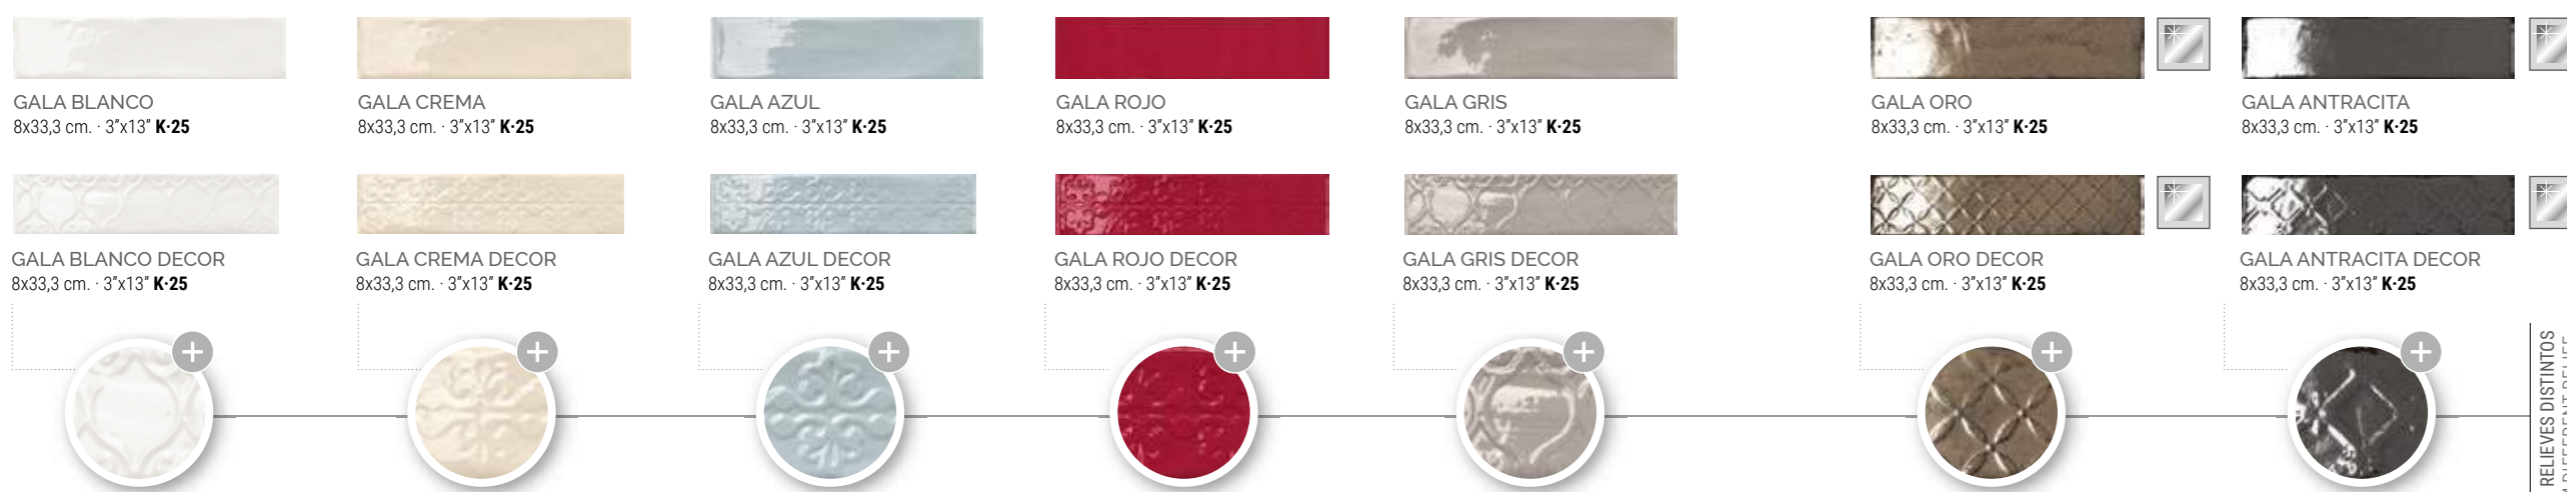 GALA BLANCO
8x33,3 cm. · 3”x13” K·25
GALA CREMA
8x33,3 cm. · 3”x13” K·25
GALA AZUL
8x33,3 cm. · 3”x13” K·25
GALA ROJO
8x33,3 cm. · 3”x13” K·25
GALA GRIS
8x33,3 cm. · 3”x13” K·25
GALA ORO
8x33,3 cm. · 3”x13” K·25
GALA ANTRACITA
8x33,3 cm. · 3”x13” K·25
GALA BLANCO DECOR
8x33,3 cm. · 3”x13” K·25
GALA CREMA DECOR
8x33,3 cm. · 3”x13” K·25
GALA AZUL DECOR
8x33,3 cm. · 3”x13” K·25
GALA ROJO DECOR
8x33,3 cm. · 3”x13” K·25
GALA GRIS DECOR
8x33,3 cm. · 3”x13” K·25
GALA ORO DECOR
8x33,3 cm. · 3”x13” K·25
GALA ANTRACITA DECOR
8x33,3 cm. · 3”x13” K·25
RELIEVES DISTINTOS